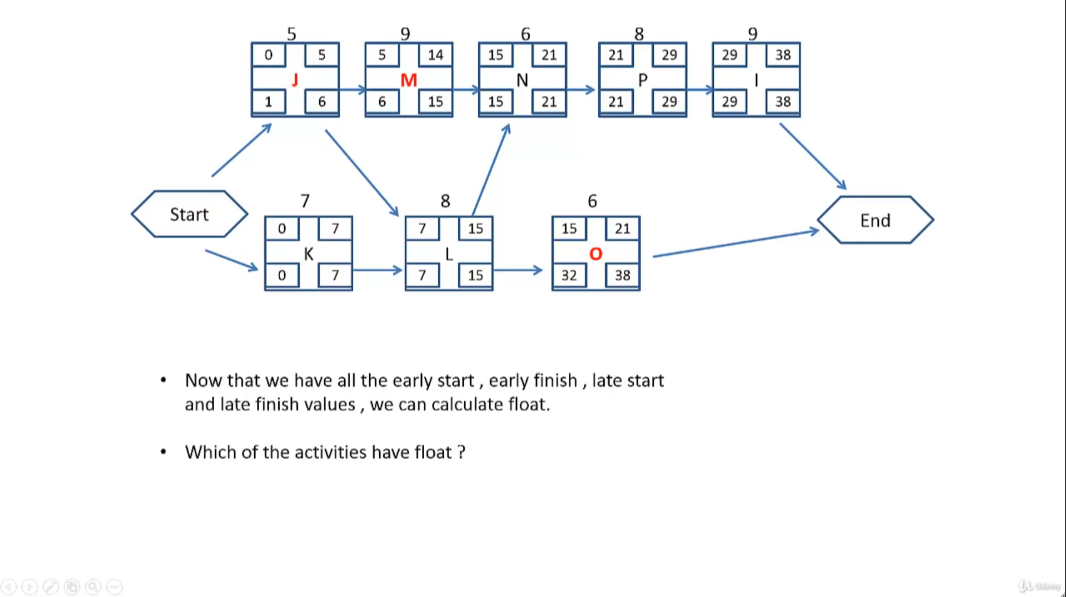 5 9 6 8 9
0 5 5 14 15 21 21 29 29 38
J M N P I
1 6 6 15 15 21 21 29 29 38
7 8 6
Start End
0 7 7 15 15 21
K L O
0 7 7 15 32 38
• Now that we have all the early start , early finish , late start
and late finish values , we can calculate float.
• Which of the activities have float ?
Udemy